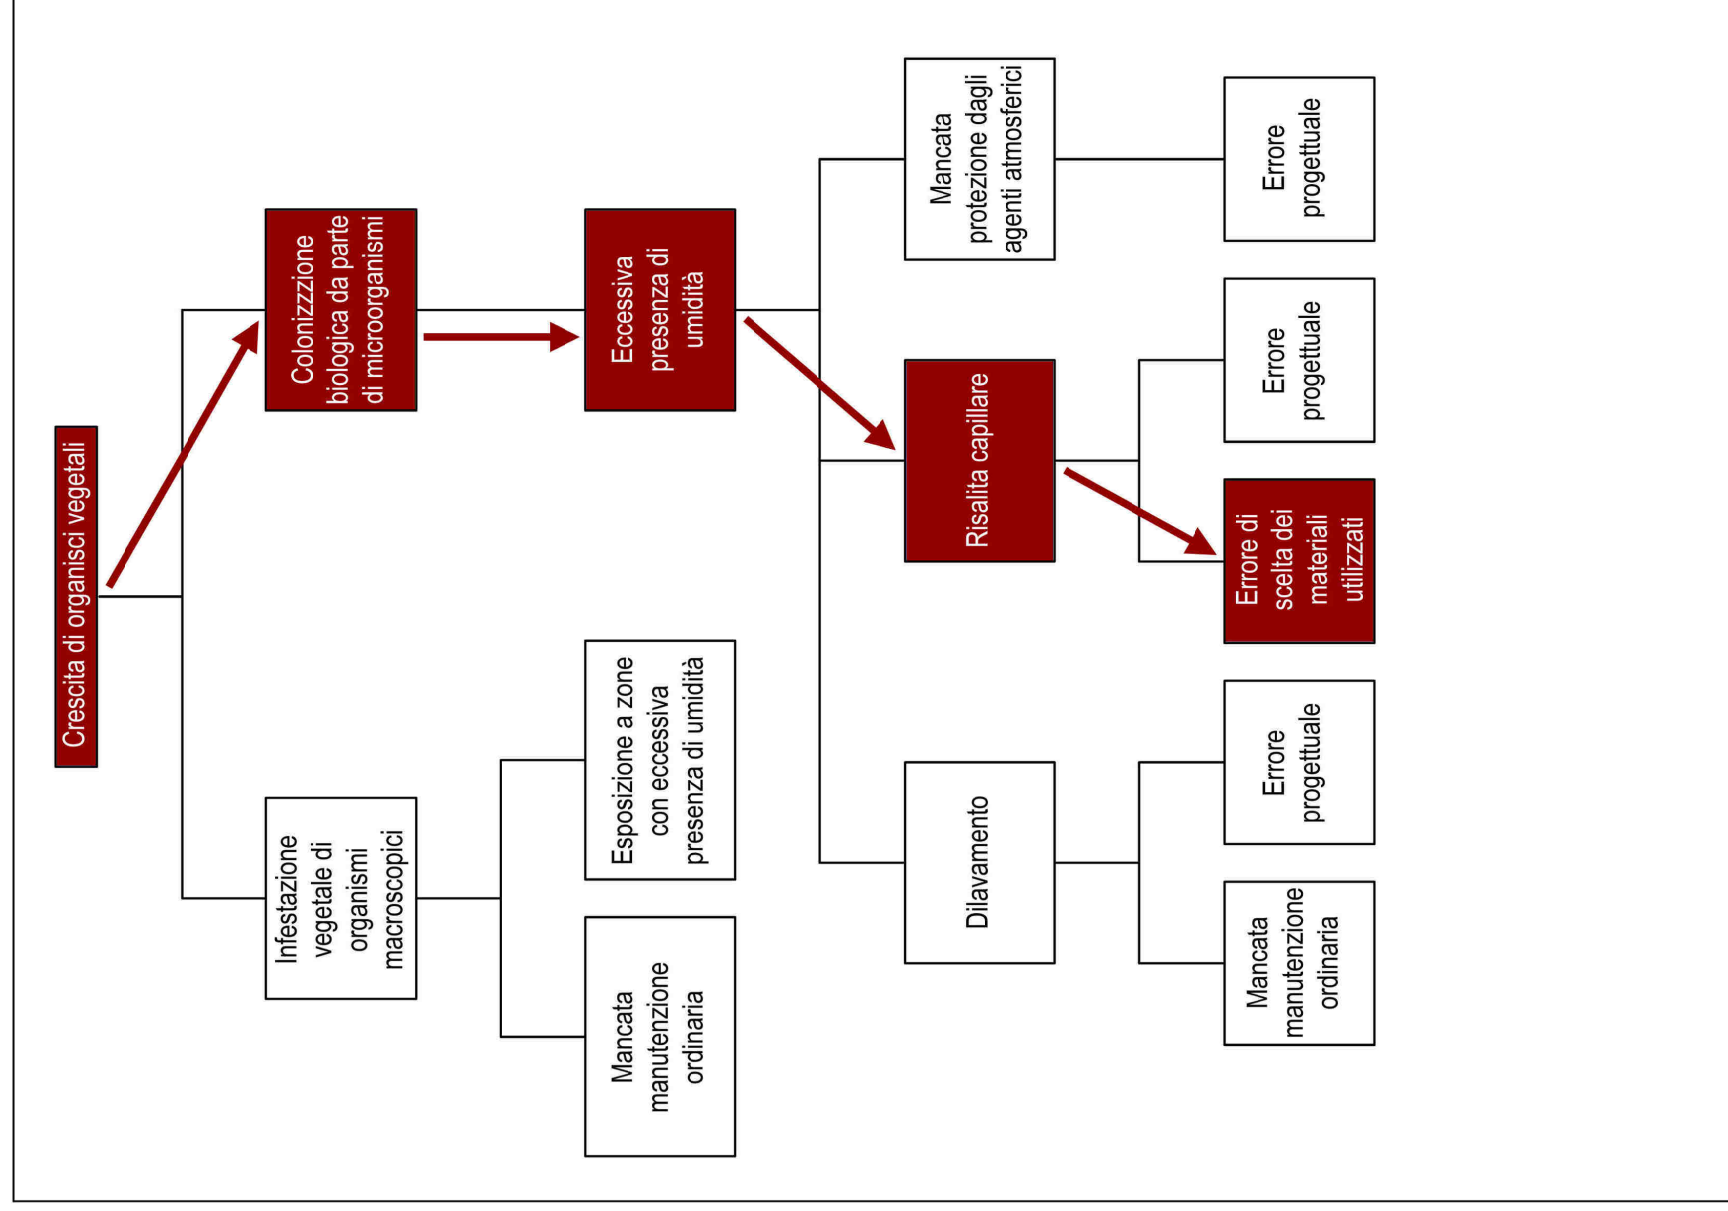 Crescita di organisci vegetali
Infestazione
vegetale di
organismi
macroscopici
Colonizzzione
biologica da parte
di microorganismi
Mancata
manutenzione
ordinaria
Esposizione a zone
con eccessiva
presenza di umidità
Eccessiva
presenza di
umidità
Dilavamento
Risalita capillare
Mancata
protezione dagli
agenti atmosferici
Mancata
manutenzione
ordinaria
Errore
progettuale
Errore di
scelta dei
materiali
utilizzati
Errore
progettuale
Errore
progettuale